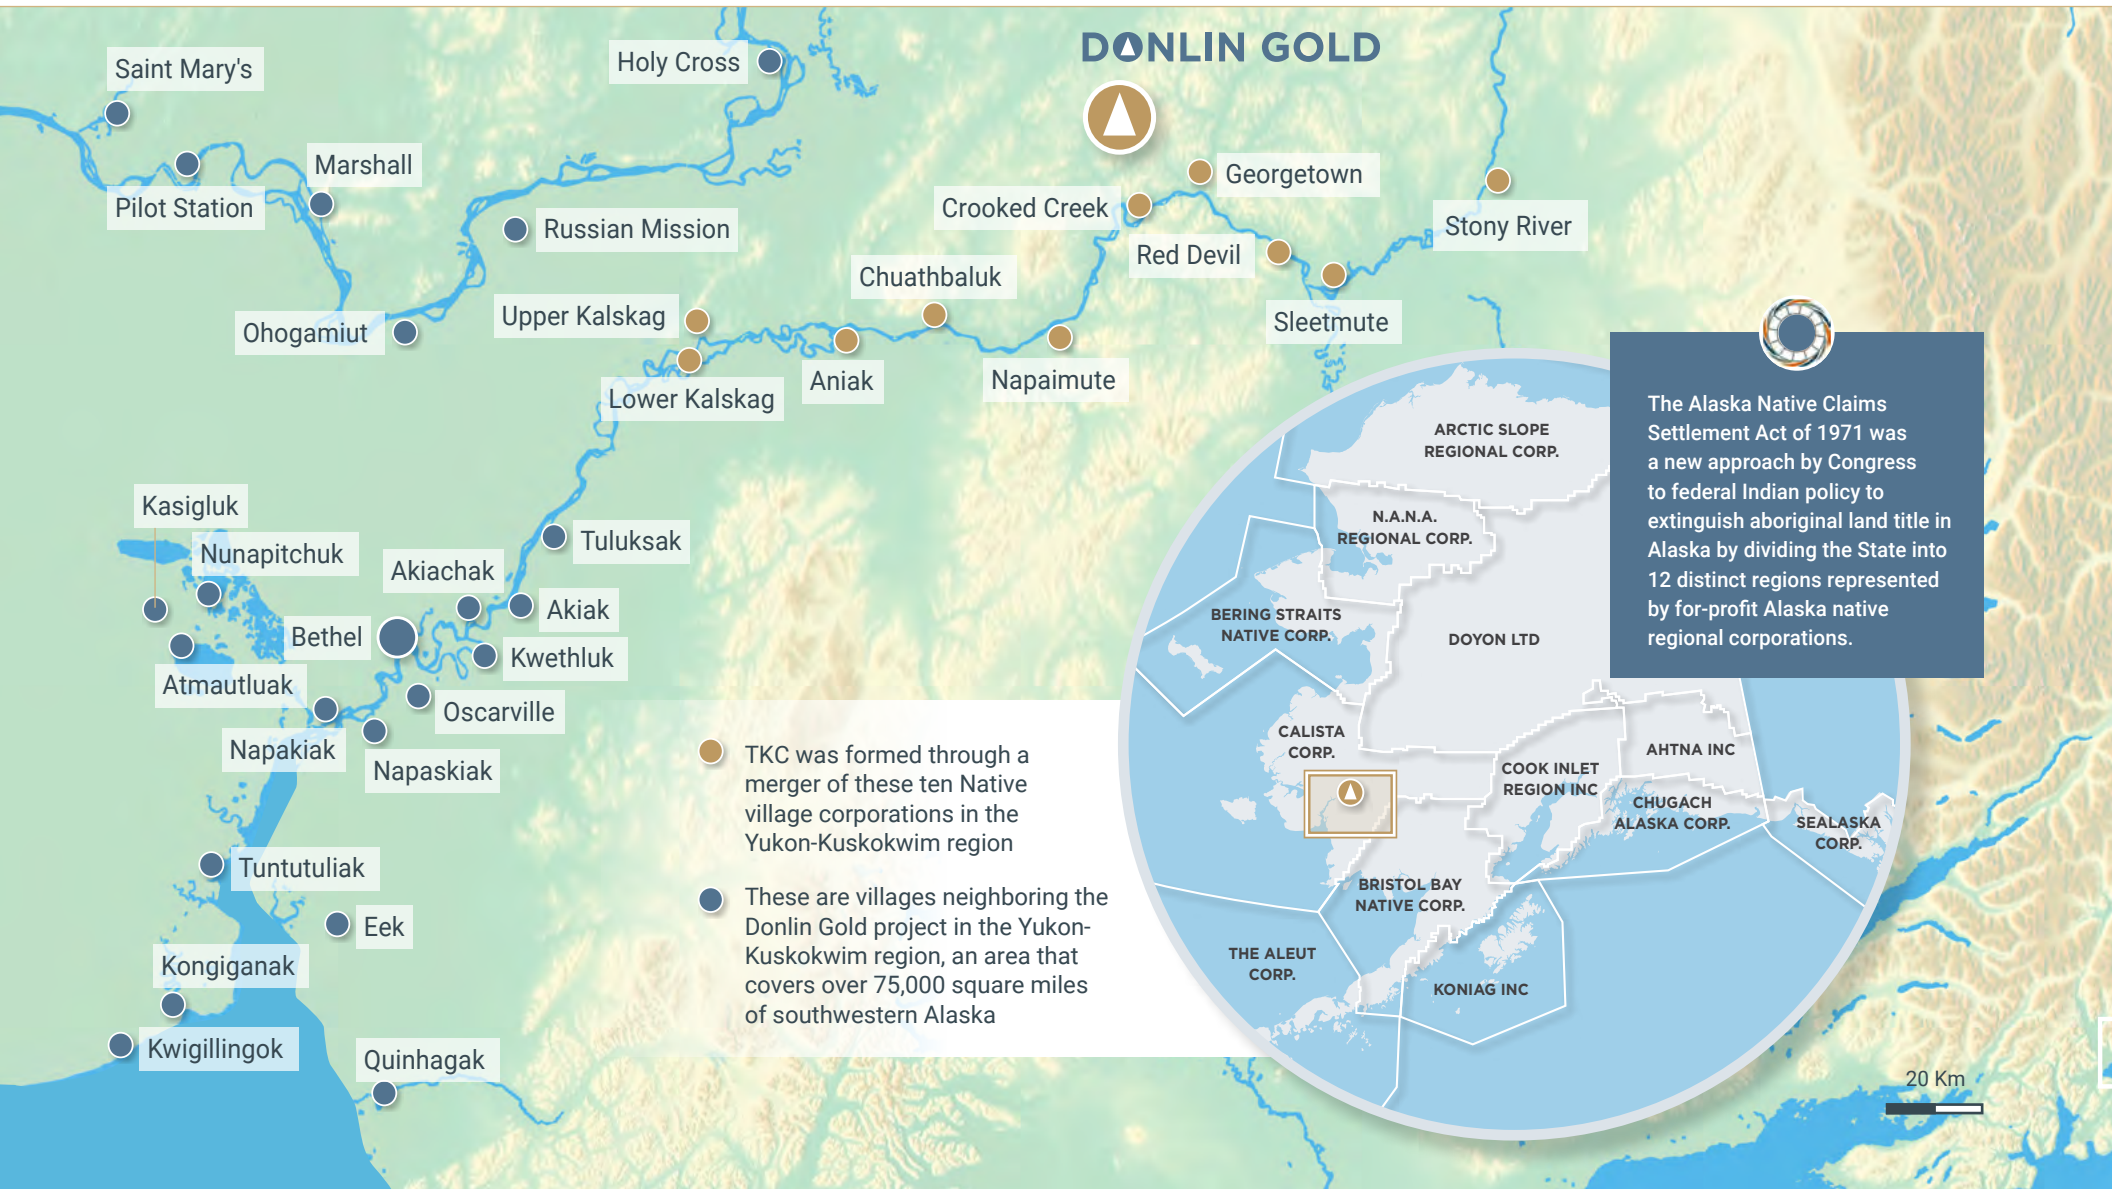 DONLIN GOLD
Saint Mary's
Holy Cross
Pilot Station
Marshall
Russian Mission
Ohogamiut
Georgetown
Crooked Creek
Red Devil
Stony River
Sleetmute
Chuathbaluk
Upper Kalskag
Lower Kalskag
Aniak
Napaimute
Kasigluk
Nunapitchuk
Akiachak
Tuluksak
Akiak
Bethel
Kwethluk
Atmautluak
Oscarville
Napakiak
Napaskiak
Tuntutuliak
Eek
Kongiganak
Kwigillingok
Quinhagak
TKC was formed through a
merger of these ten Native
village corporations in the
Yukon-Kuskokwim region
These are villages neighboring the
Donlin Gold project in the Yukon-
Kuskokwim region, an area that
covers over 75,000 square miles
of southwestern Alaska
ARCTIC SLOPE
REGIONAL CORP.
N.A.N.A.
REGIONAL CORP.
BERING STRAITS
NATIVE CORP.
DOYON LTD
CALISTA
CORP.
COOK INLET
REGION INC
AHTNA INC
CHUGACH
ALASKA CORP.
SEALASKA
CORP.
BRISTOL BAY
NATIVE CORP.
THE ALEUT
CORP.
KONIAG INC
The Alaska Native Claims
Settlement Act of 1971 was
a new approach by Congress
to federal Indian policy to
extinguish aboriginal land title in
Alaska by dividing the State into
12 distinct regions represented
by for-profit Alaska native
regional corporations.
20 Km